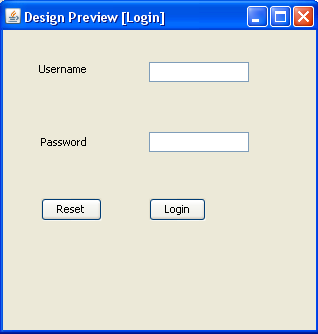 Design Preview [Login]
Username
Password
Reset Login